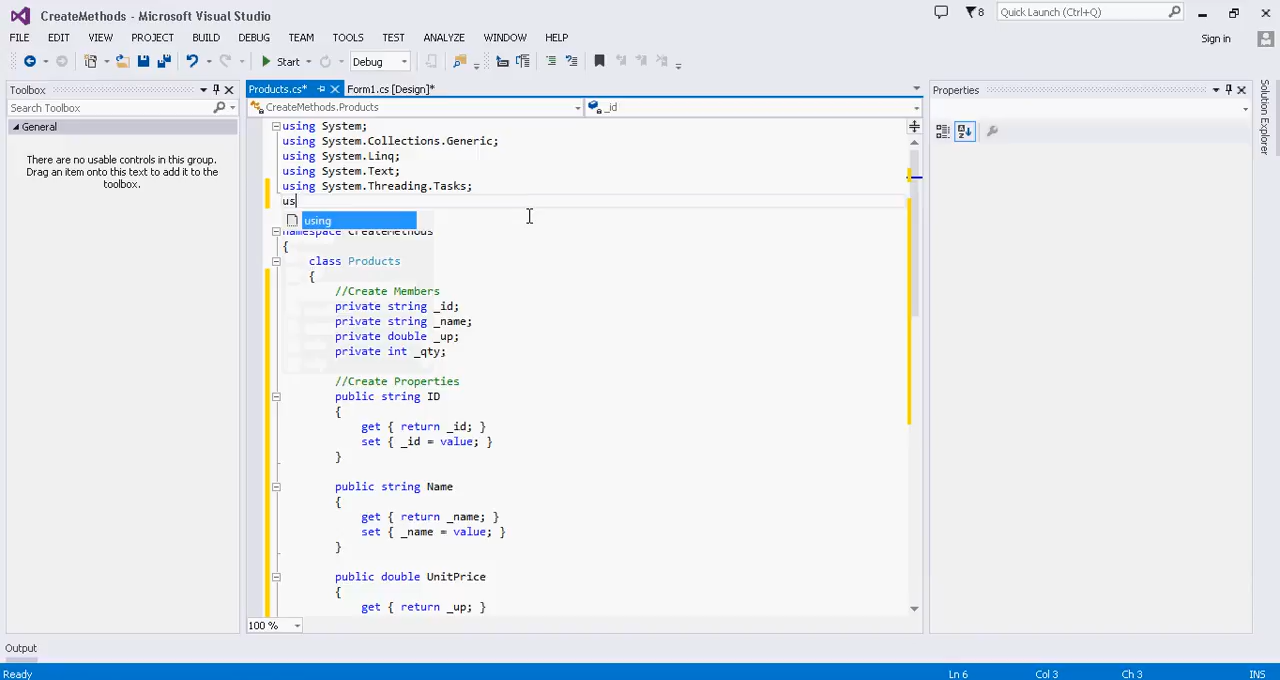 CreateMethods - Microsoft Visual Studio
8
Quick Launch (Ctrl+Q)
FILE EDIT VIEW PROJECT BUILD DEBUG TEAM TOOLS TEST ANALYZE WINDOW HELP
Sign in
Start Debug
Toolbox
Search Toolbox
General
There are no usable controls in this group.
Drag an item onto this text to add it to the
toolbox.
Products.cs* Form1.cs [Design]*
CreateMethods.Products _id
using System;
using System.Collections.Generic;
using System.Linq;
using System.Text;
using System.Threading.Tasks;
us
using
namespace CreateMethods
{
class Products
{
//Create Members
private string _id;
private string _name;
private double _up;
private int _qty;
//Create Properties
public string ID
{
get { return _id; }
set { _id = value; }
}
public string Name
{
get { return _name; }
set { _name = value; }
}
public double UnitPrice
{
get { return _up; }
100 %
Properties
Solution Explorer
Output
Ready Ln 6 Col 3 Ch 3 INS